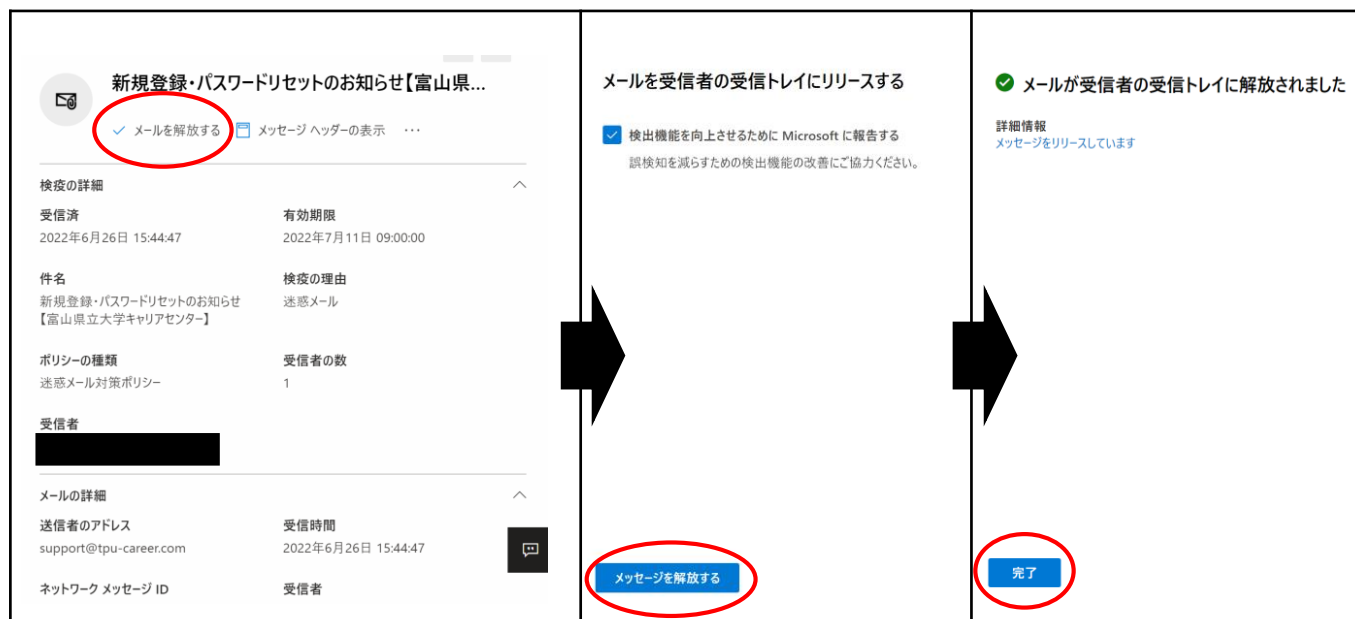 新規登録・パスワードリセットのお知らせ【富山県...
メールを解放する メッセージ ヘッダーの表示 ...
検疫の詳細
受信済 有効期限
2022年6月26日 15:44:47 2022年7月11日 09:00:00
件名 検疫の理由
新規登録・パスワードリセットのお知らせ 迷惑メール
【富山県立大学キャリアセンター】
ポリシーの種類 受信者の数
迷惑メール対策ポリシー 1
受信者
メールの詳細
送信者のアドレス 受信時間
support@tpu-career.com 2022年6月26日 15:44:47
ネットワーク メッセージ ID 受信者
メールを受信者の受信トレイにリリースする
検出機能を向上させるために Microsoft に報告する
誤検知を減らすための検出機能の改善にご協力ください。
メッセージを解放する
メールが受信者の受信トレイに解放されました
詳細情報
メッセージをリリースしています
完了